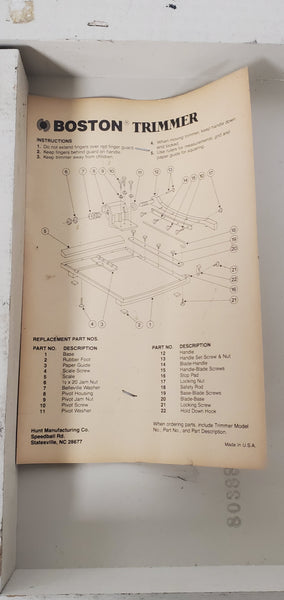 BOSTON® TRIMMER
INSTRUCTIONS
1. Do not extend fingers over red finger guard.
2. Keep fingers behind guard on handle.
3. Keep trimmer away from children.
4. When moving trimmer, keep handle down and locked.
5. Use rulers for measurements; grid and paper guide for squaring.
REPLACEMENT PART NOS.
PART NO. DESCRIPTION
1 Base
2 Rubber Foot
3 Paper Guide
4 Scale Screw
5 Scale
6 ½ x 20 Jam Nut
7 Belleville Washer
8 Pivot Housing
9 Pivot Jam Nut
10 Pivot Screw
11 Pivot Washer
PART NO. DESCRIPTION
12 Handle
13 Handle Set Screw & Nut
14 Blade-Handle
15 Handle-Blade Screws
16 Stop Pad
17 Locking Nut
18 Safety Rod
19 Base-Blade Screws
20 Blade-Base
21 Locking Screw
22 Hold Down Hook
Hunt Manufacturing Co.
Speedball Rd.
Statesville, NC 28677
When ordering parts, include Trimmer Model
No., Part No., and Part Description.
Made in U.S.A.